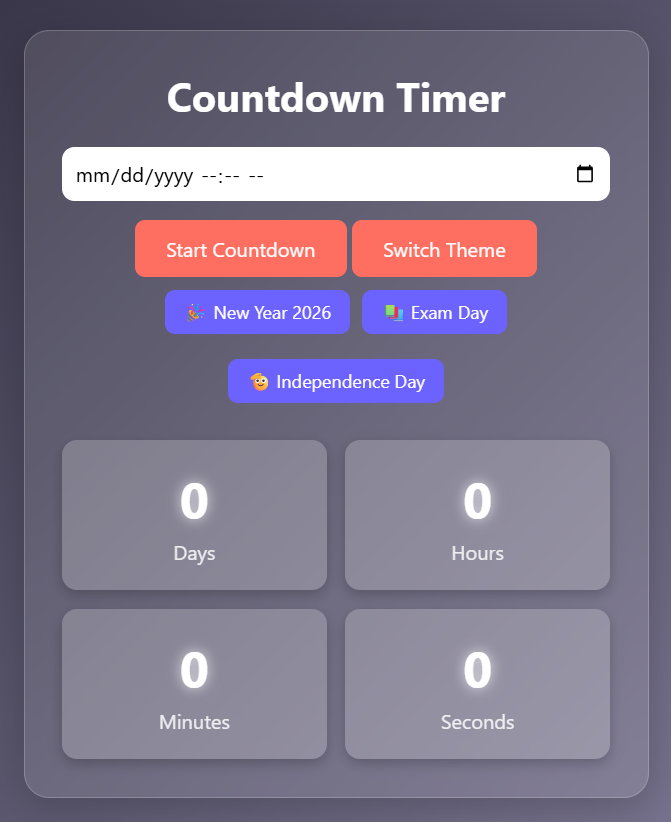 Countdown Timer
mm/dd/yyyy --:-- --
Start Countdown Switch Theme
🎉 New Year 2026 📚 Exam Day
🫡 Independence Day
0 0
Days Hours
0 0
Minutes Seconds